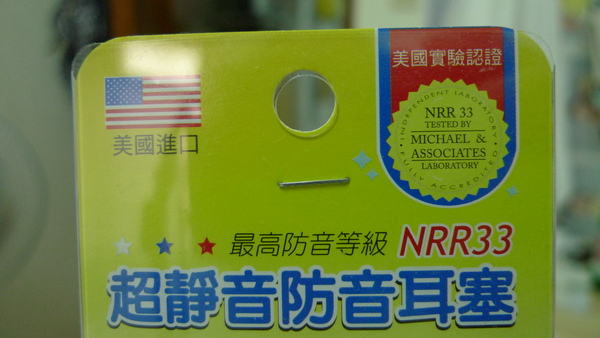 美國進口
美國實驗認證
INDEPENDENT LABORATORY
NRR 33
TESTED BY
MICHAEL &
ASSOCIATES
LABORATORY
FULLY ACCREDITED
最高防音等級 NRR33
超靜音防音耳塞